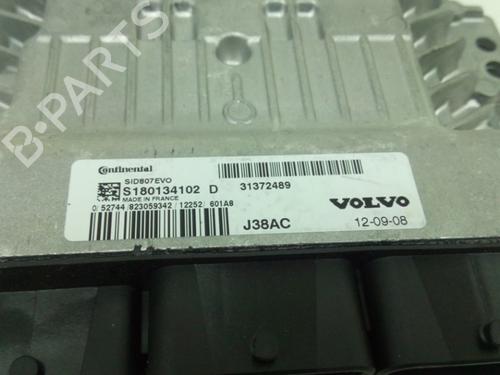 B-PARTS
Continental
SID807EVO
S180134102 D
MADE IN FRANCE
31372489
0 52744 823059342 12252 601A8
VOLVO
J38AC
12-09-08